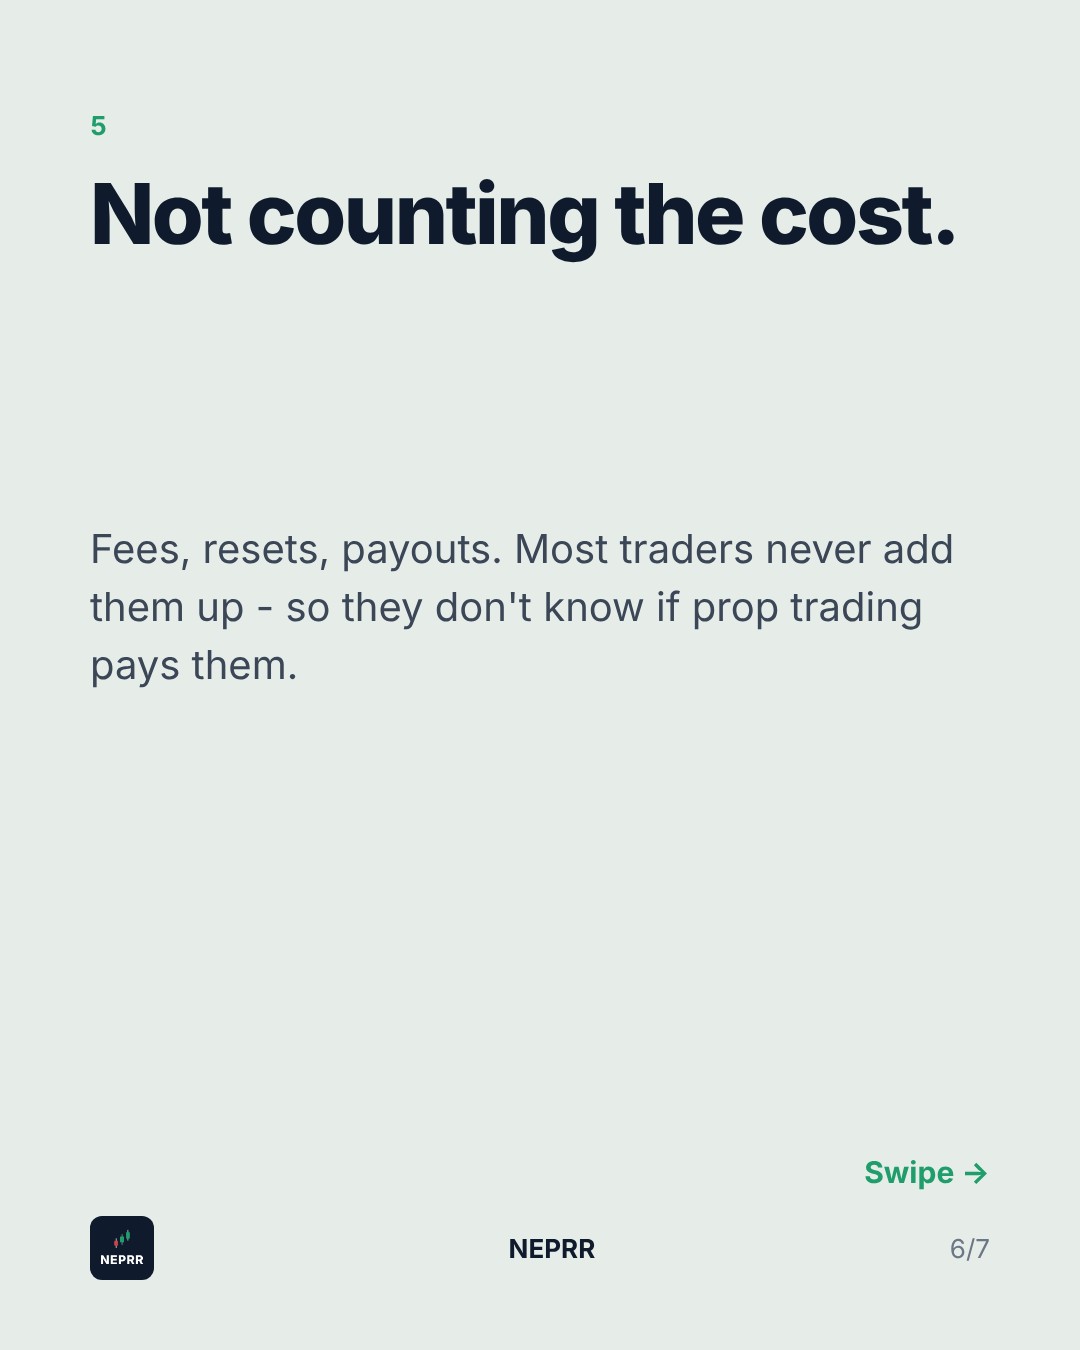 5
Not counting the cost.
Fees, resets, payouts. Most traders never add
them up - so they don't know if prop trading
pays them.
Swipe →
NEPRR
NEPRR
6/7